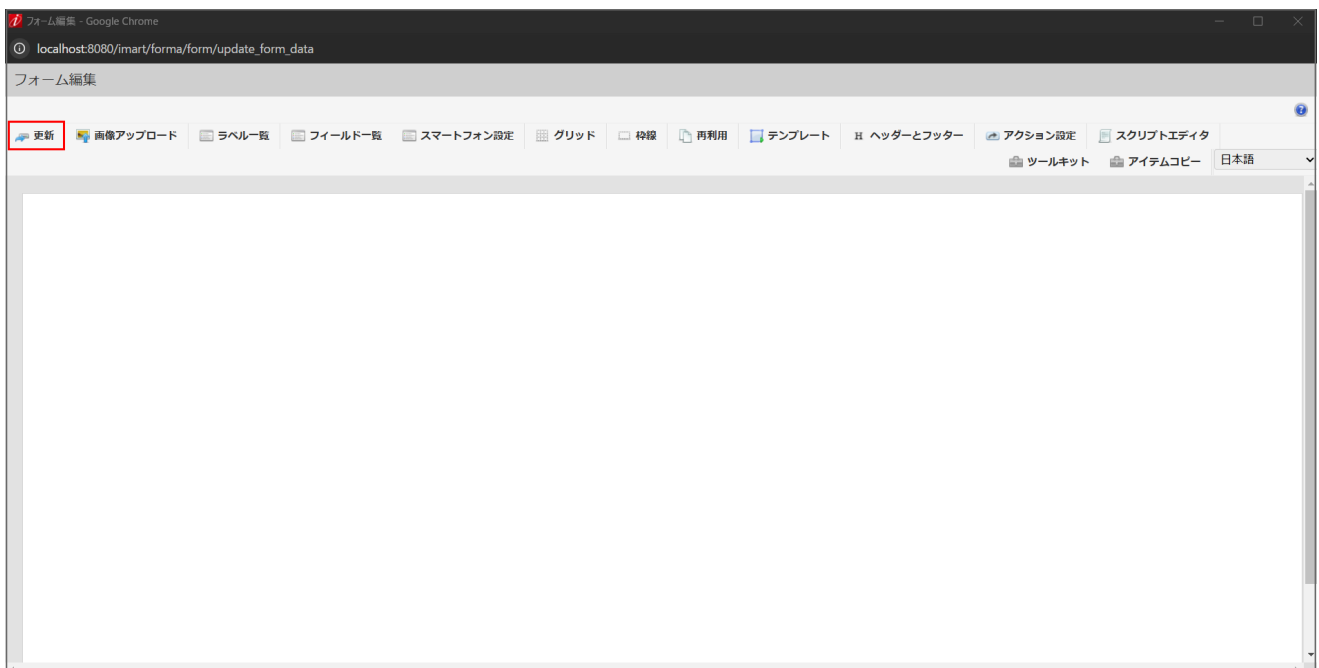 フォーム編集 - Google Chrome
localhost:8080/imart/forma/form/update_form_data
フォーム編集
更新 画像アップロード ラベル一覧 フィールド一覧 スマートフォン設定 グリッド 枠線 再利用 テンプレート H ヘッダーとフッター アクション設定 スクリプトエディタ
ツールキット アイテムコピー 日本語